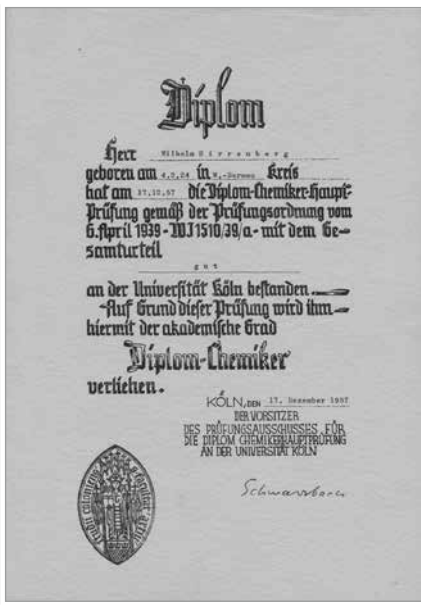 Diplom
Herr Wilhelm Hirrenberg
geboren am 4.2.24 in W.-Barmen Kreis
hat am 17.12.57 die Diplom-Chemiker-Haupt-
Prüfung gemäß der Prüfungsordnung vom
6. April 1939 - WJ 1510/39/a - mit dem Ge-
samturteil
gut
an der Universität Köln bestanden.
Auf Grund dieser Prüfung wird ihm
hiermit der akademische Grad
Diplom-Chemiker
verliehen.
KÖLN, DEN 17. Dezember 1957
DER VORSITZER
DES PRÜFUNGSAUSSCHUSSES FÜR
DIE DIPLOM CHEMIKERHAUPTPRÜFUNG
AN DER UNIVERSITÄT KÖLN